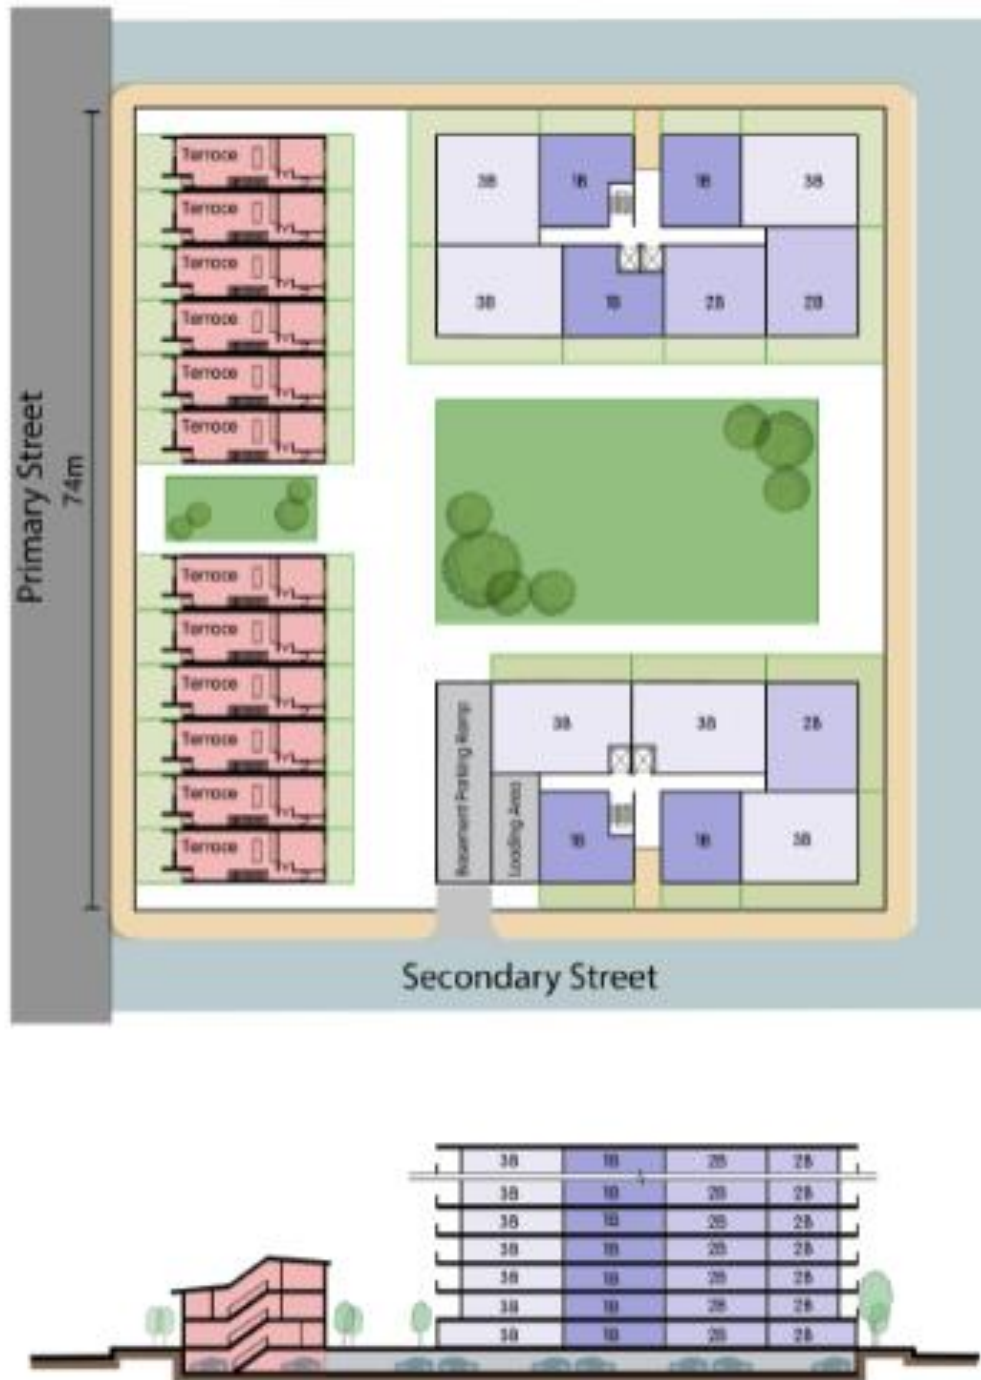 Primary Street
74m
Terrace
Terrace
Terrace
Terrace
Terrace
Terrace
Terrace
Terrace
Terrace
Terrace
Terrace
Terrace
3B 1B 1B 3B
3B 1B 2B 2B
3B 3B 2B
Basement Parking Ramp
Loading Area
1B 1B 3B
Secondary Street
3B 1B 2B 2B
3B 1B 2B 2B
3B 1B 2B 2B
3B 1B 2B 2B
3B 1B 2B 2B
3B 1B 2B 2B
3B 1B 2B 2B